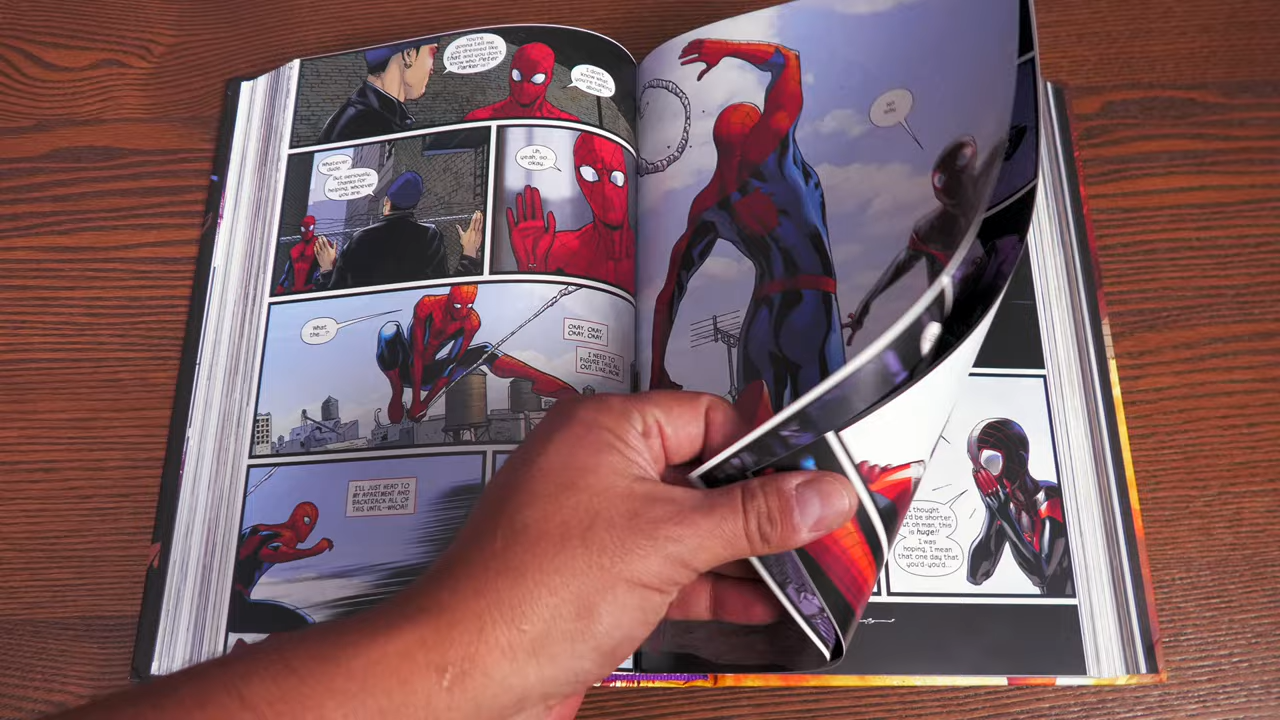 You're
gonna tell me
you dressed like
that and you don't
know who Peter
Parker is?
I don't
know what
you're talking
about.
Whatever,
dude.
But seriously,
thanks for
helping, whoever
you are.
Uh,
yeah, so...
okay.
What
the...?
OKAY, OKAY,
OKAY, OKAY.
I NEED TO
FIGURE THIS ALL
OUT, LIKE, NOW.
I'LL JUST HEAD TO
MY APARTMENT AND
BACKTRACK ALL OF
THIS UNTIL--WHOA!!
thought
be shorter,
but oh man, this
is huge!!
I was
hoping, I mean
that one day that
you'd-you'd...